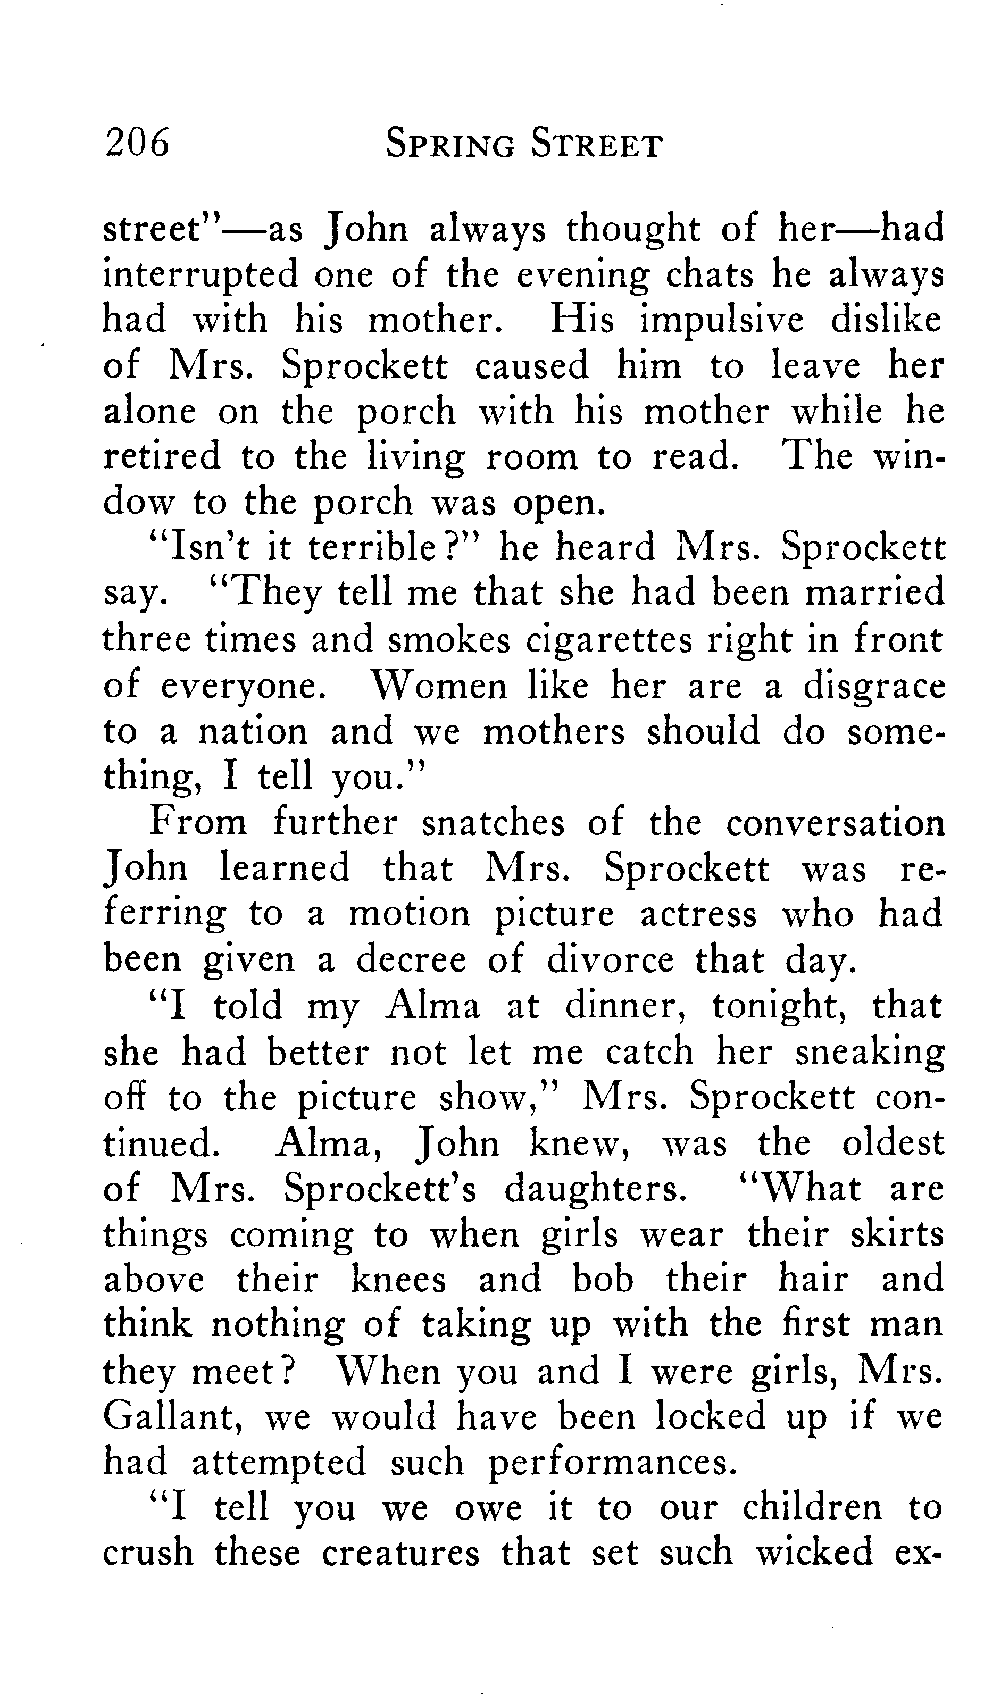 206 SPRING STREET
street"—as John always thought of her—had
interrupted one of the evening chats he always
had with his mother. His impulsive dislike
of Mrs. Sprockett caused him to leave her
alone on the porch with his mother while he
retired to the living room to read. The win-
dow to the porch was open.
"Isn't it terrible?" he heard Mrs. Sprockett
say. "They tell me that she had been married
three times and smokes cigarettes right in front
of everyone. Women like her are a disgrace
to a nation and we mothers should do some-
thing, I tell you."
From further snatches of the conversation
John learned that Mrs. Sprockett was re-
ferring to a motion picture actress who had
been given a decree of divorce that day.
"I told my Alma at dinner, tonight, that
she had better not let me catch her sneaking
off to the picture show," Mrs. Sprockett con-
tinued. Alma, John knew, was the oldest
of Mrs. Sprockett's daughters. "What are
things coming to when girls wear their skirts
above their knees and bob their hair and
think nothing of taking up with the first man
they meet? When you and I were girls, Mrs.
Gallant, we would have been locked up if we
had attempted such performances.
"I tell you we owe it to our children to
crush these creatures that set such wicked ex-